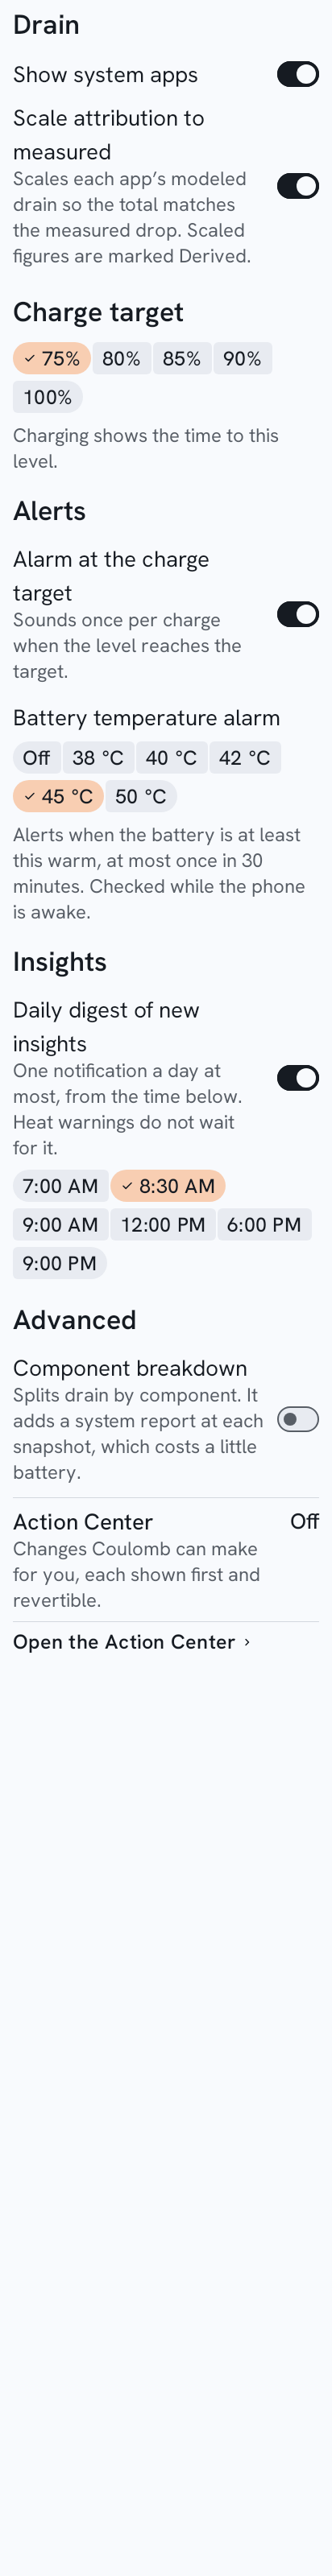 Drain
Show system apps
Scale attribution to
measured
Scales each app’s modeled
drain so the total matches
the measured drop. Scaled
figures are marked Derived.
Charge target
✓ 75% 80% 85% 90%
100%
Charging shows the time to this
level.
Alerts
Alarm at the charge
target
Sounds once per charge
when the level reaches the
target.
Battery temperature alarm
Off 38 °C 40 °C 42 °C
✓ 45 °C 50 °C
Alerts when the battery is at least
this warm, at most once in 30
minutes. Checked while the phone
is awake.
Insights
Daily digest of new
insights
One notification a day at
most, from the time below.
Heat warnings do not wait
for it.
7:00 AM ✓ 8:30 AM
9:00 AM 12:00 PM 6:00 PM
9:00 PM
Advanced
Component breakdown
Splits drain by component. It
adds a system report at each
snapshot, which costs a little
battery.
Action Center Off
Changes Coulomb can make
for you, each shown first and
revertible.
Open the Action Center ›